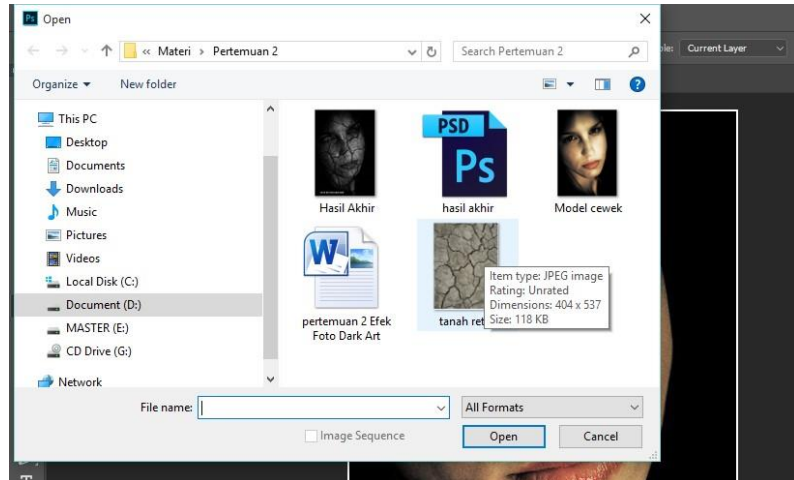 Ps Open
« Materi › Pertemuan 2
Search Pertemuan 2
Current Layer
Organize
New folder
This PC
Desktop
Documents
Downloads
Music
Pictures
Videos
Local Disk (C:)
Document (D:)
MASTER (E:)
CD Drive (G:)
Network
Hasil Akhir
PSD
Ps
hasil akhir
Model cewek
W
pertemuan 2 Efek
Foto Dark Art
tanah ret
Item type: JPEG image
Rating: Unrated
Dimensions: 404 x 537
Size: 118 KB
File name:
All Formats
Image Sequence
Open
Cancel